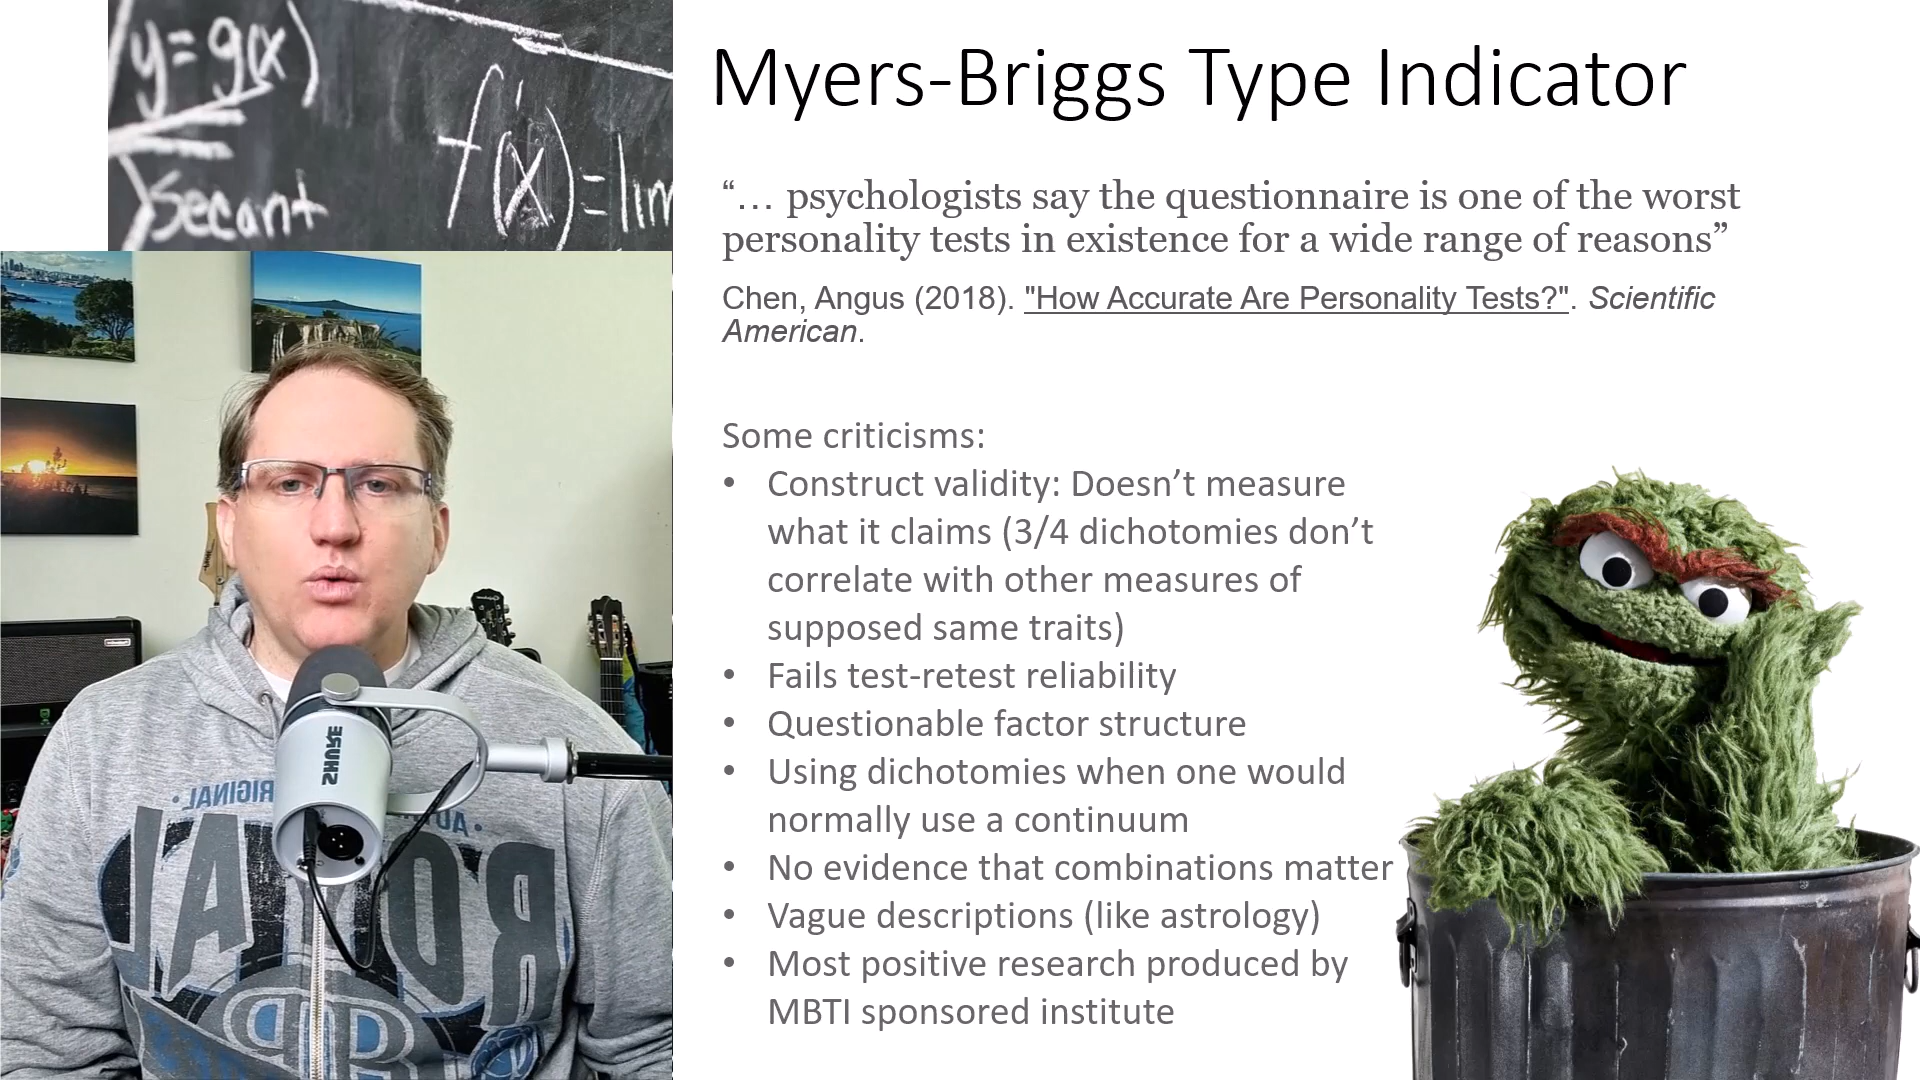 y=g(x)
secant
f'(x)=lim
Myers-Briggs Type Indicator
“… psychologists say the questionnaire is one of the worst
personality tests in existence for a wide range of reasons”
Chen, Angus (2018). "How Accurate Are Personality Tests?". Scientific
American.
Some criticisms:
• Construct validity: Doesn’t measure
what it claims (3/4 dichotomies don’t
correlate with other measures of
supposed same traits)
• Fails test-retest reliability
• Questionable factor structure
• Using dichotomies when one would
normally use a continuum
• No evidence that combinations matter
• Vague descriptions (like astrology)
• Most positive research produced by
MBTI sponsored institute
SHURE
ORIGINAL
ROYAL